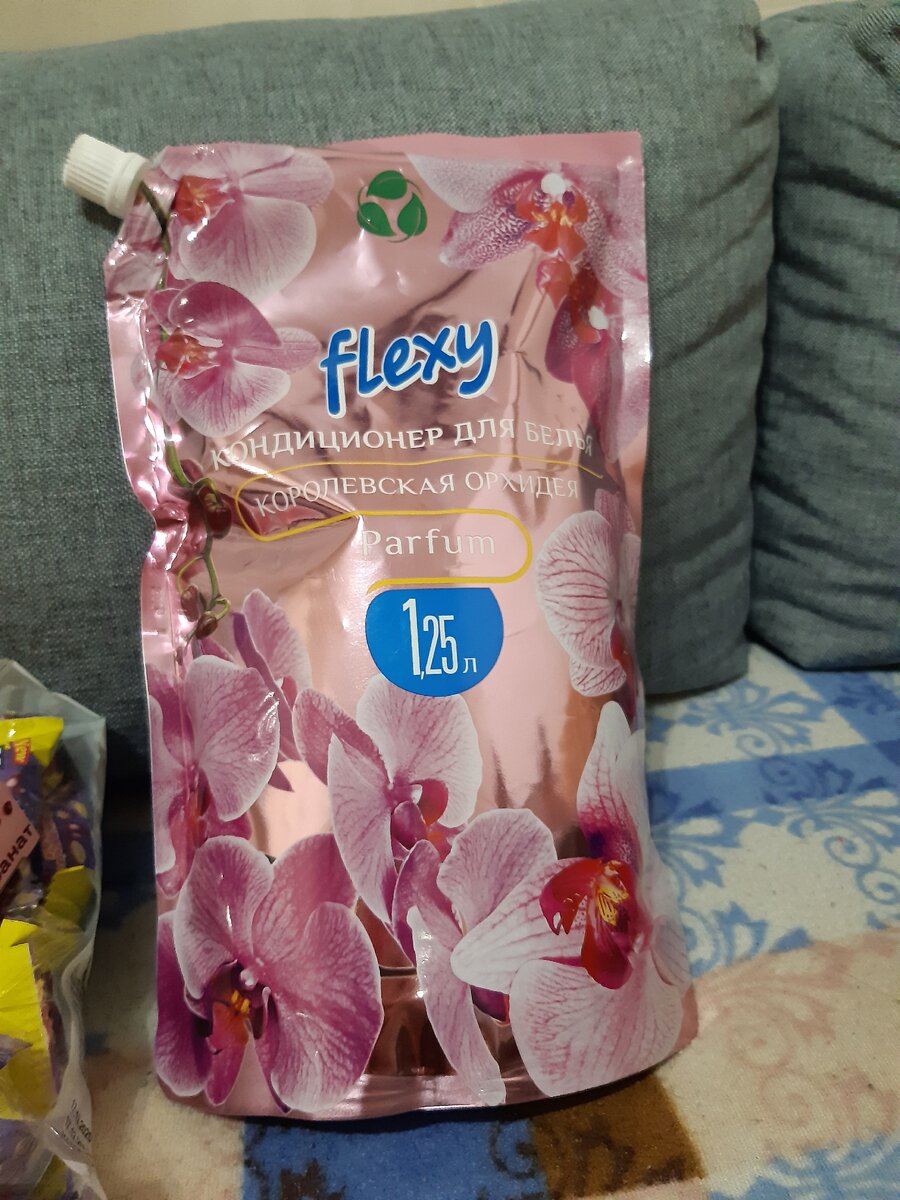 flexy
КОНДИЦИОНЕР ДЛЯ БЕЛЬЯ
КОРОЛЕВСКАЯ ОРХИДЕЯ
Parfum
1,25 л